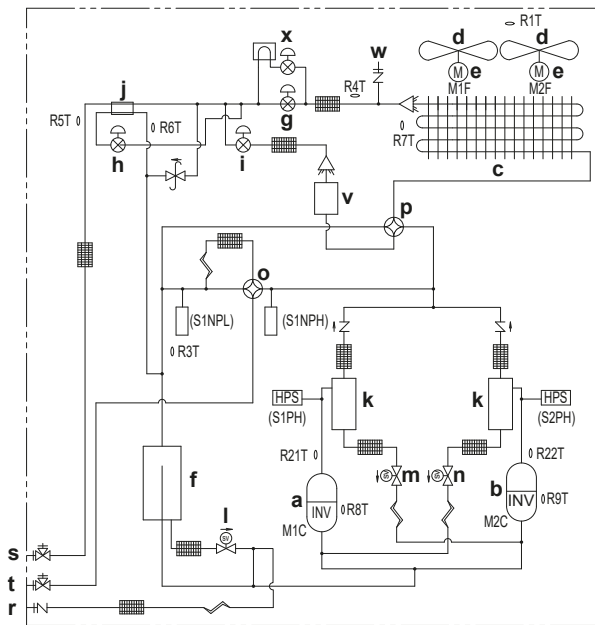 R1T
d d
x w
M e M e
M1F M2F
R4T
j
R5T R6T g R7T
h i
c
v
p
o
(S1NPL) (S1NPH)
R3T
HPS k k HPS
(S1PH) (S2PH)
R21T R22T
f m n
a b
INV R8T INV R9T
l
SV
M1C M2C
s
t
r